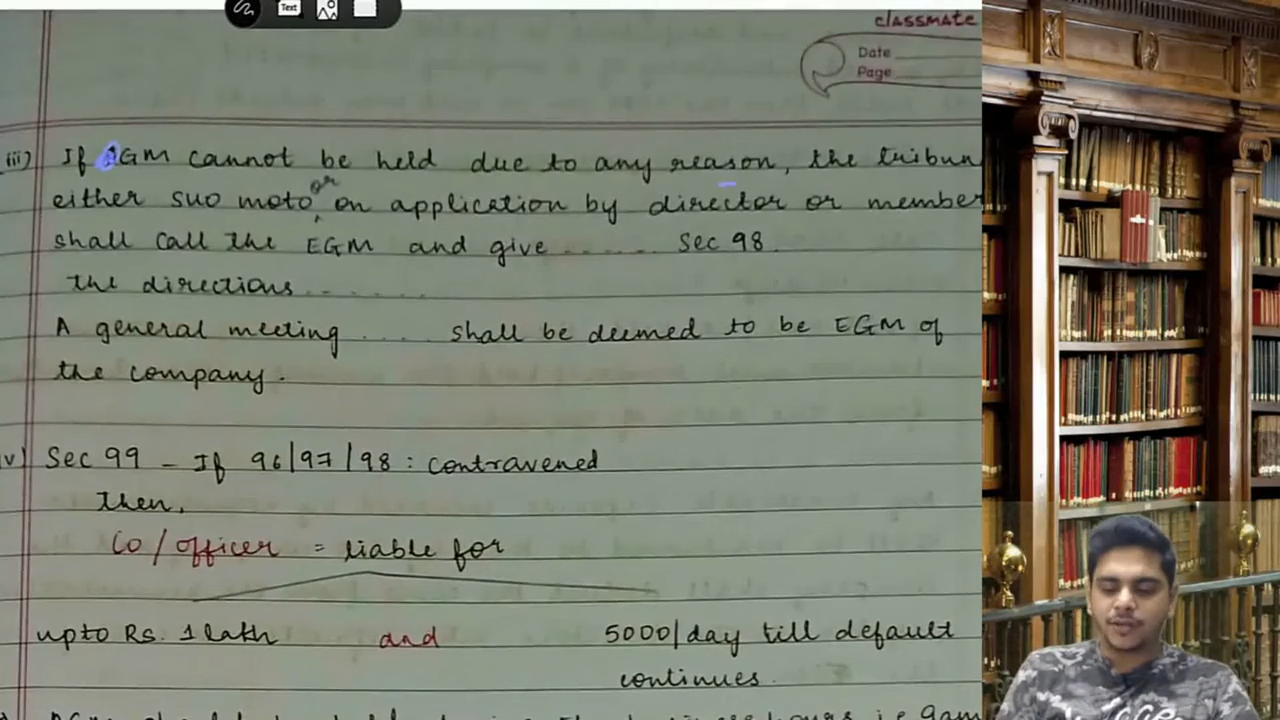 Text
classmate
Date
Page
iii) If AGM cannot be held due to any reason, the tribun
either suo moto, or on application by director or member
shall call the EGM and give ...... Sec 98.
the directions ......
A general meeting .... shall be deemed to be EGM of
the company.
v) Sec 99 - If 96/97/98 : contravened
then,
Co/officer = liable for
upto Rs. 1 lakh and 5000/day till default
continues.